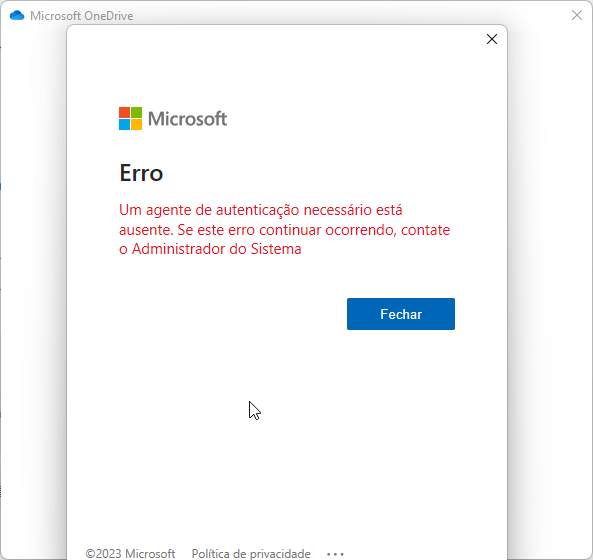 Microsoft OneDrive
Microsoft
Erro
Um agente de autenticação necessário está
ausente. Se este erro continuar ocorrendo, contate
o Administrador do Sistema
Fechar
©2023 Microsoft Política de privacidade ...